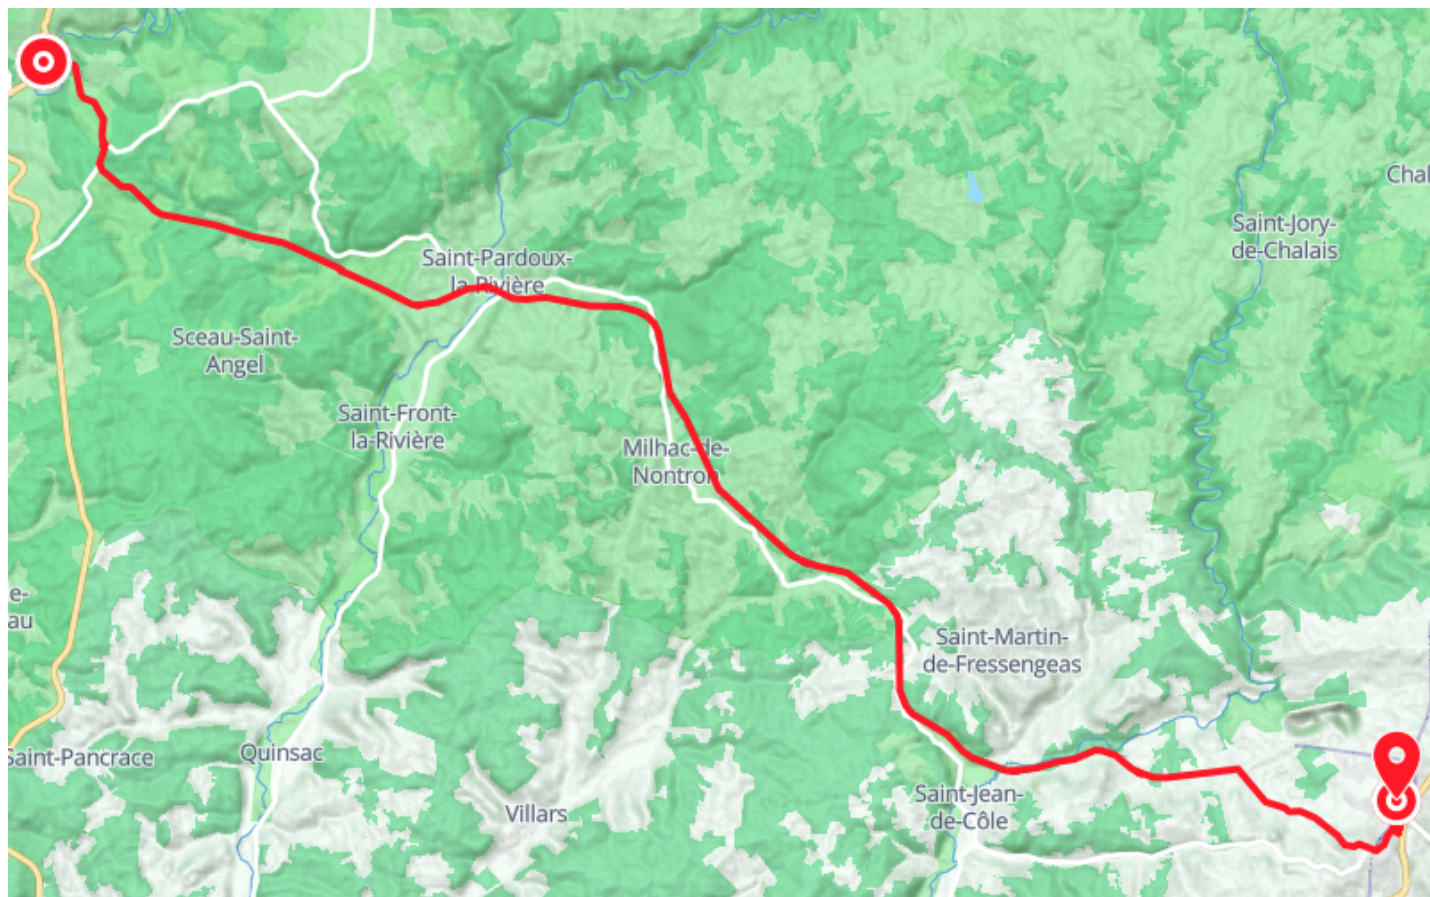 Chal
Saint-Jory-
de-Chalais
Saint-Pardoux-
la-Rivière
Sceau-Saint-
Angel
Saint-Front-
la-Rivière
Milhac-de-
Nontron
e-
au
Saint-Martin-
de-Fressengeas
Saint-Pancrace
Quinsac
Villars
Saint-Jean-
de-Côle